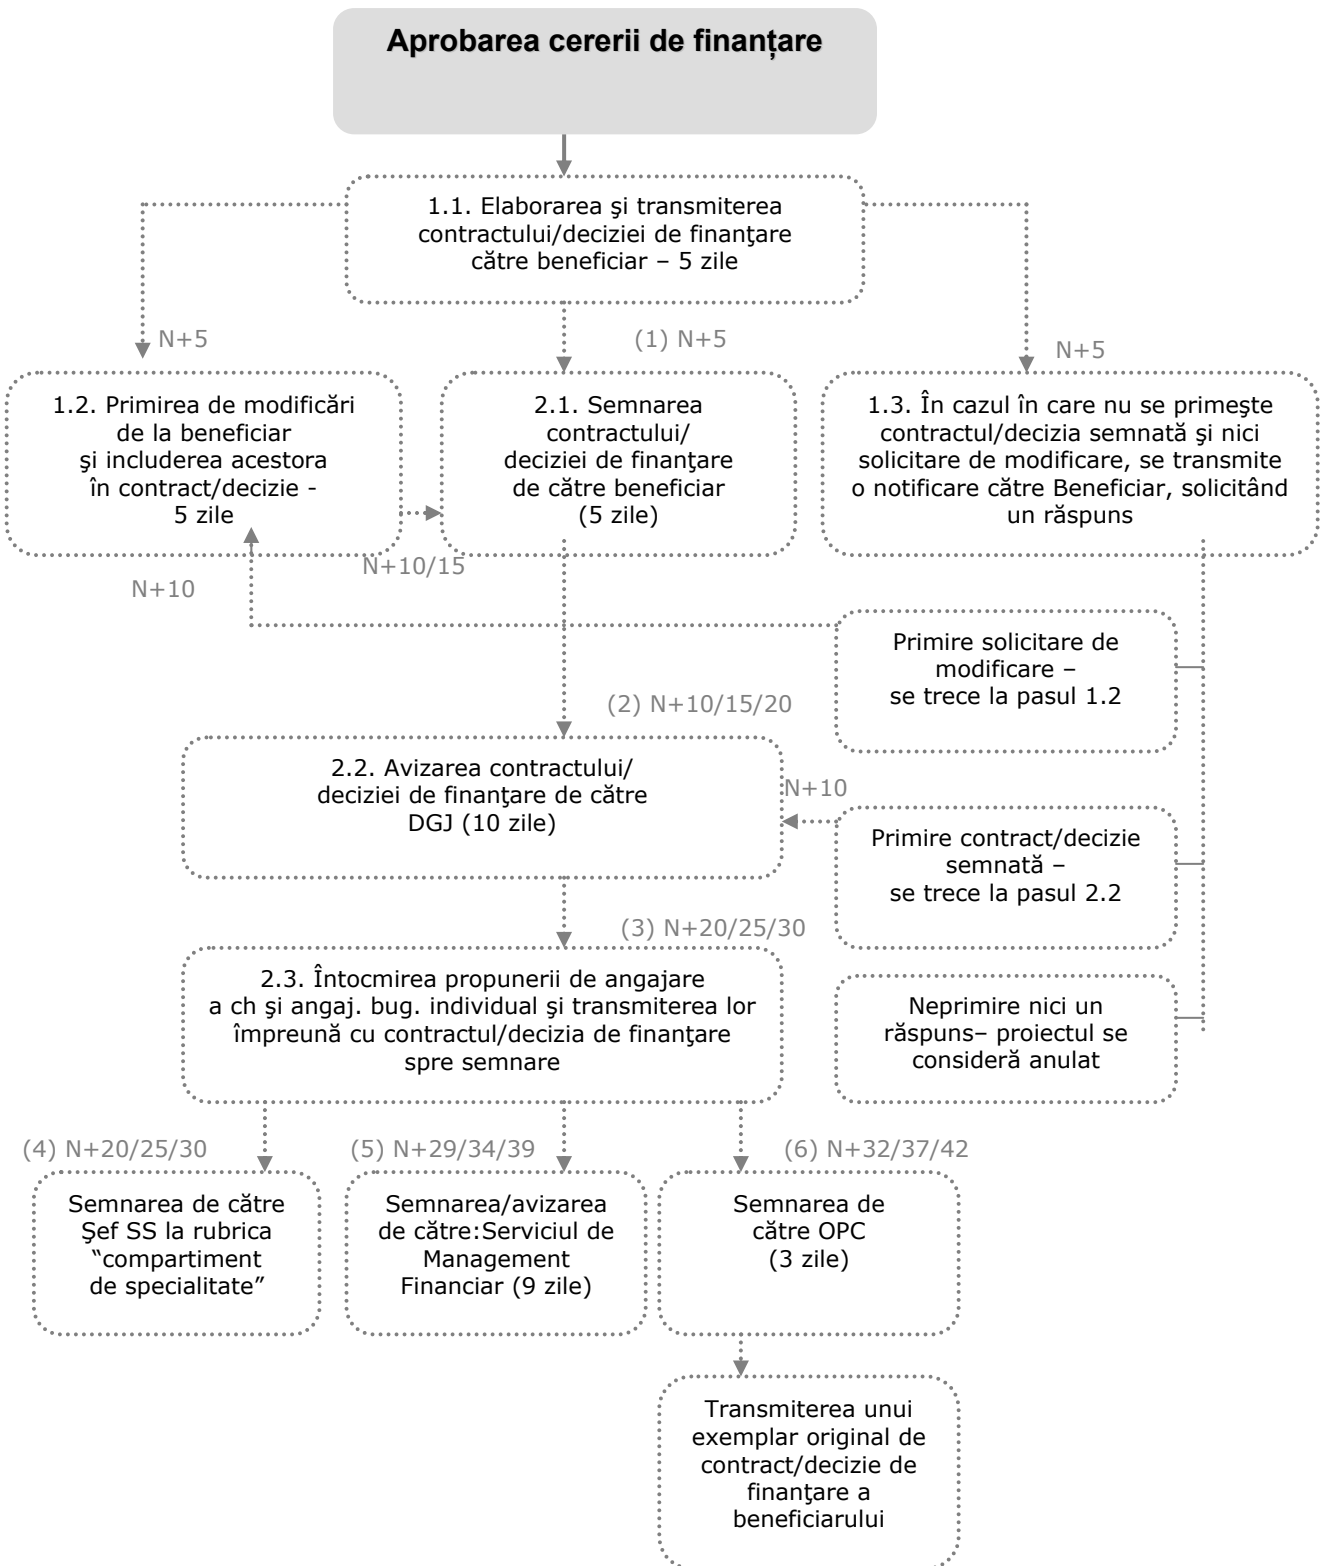 Aprobarea cererii de finanțare
1.1. Elaborarea şi transmiterea
contractului/deciziei de finanţare
către beneficiar – 5 zile
N+5
(1) N+5
N+5
1.2. Primirea de modificări
de la beneficiar
şi includerea acestora
în contract/decizie -
5 zile
2.1. Semnarea
contractului/
deciziei de finanţare
de către beneficiar
(5 zile)
1.3. În cazul în care nu se primeşte
contractul/decizia semnată şi nici
solicitare de modificare, se transmite
o notificare către Beneficiar, solicitând
un răspuns
N+10/15
N+10
Primire solicitare de
modificare –
se trece la pasul 1.2
(2) N+10/15/20
2.2. Avizarea contractului/
deciziei de finanţare de către
DGJ (10 zile)
N+10
Primire contract/decizie
semnată –
se trece la pasul 2.2
(3) N+20/25/30
2.3. Întocmirea propunerii de angajare
a ch şi angaj. bug. individual şi transmiterea lor
împreună cu contractul/decizia de finanţare
spre semnare
Neprimire nici un
răspuns– proiectul se
consideră anulat
(4) N+20/25/30
(5) N+29/34/39
(6) N+32/37/42
Semnarea de către
Şef SS la rubrica
“compartiment
de specialitate”
Semnarea/avizarea
de către:Serviciul de
Management
Financiar (9 zile)
Semnarea de
către OPC
(3 zile)
Transmiterea unui
exemplar original de
contract/decizie de
finanţare a
beneficiarului